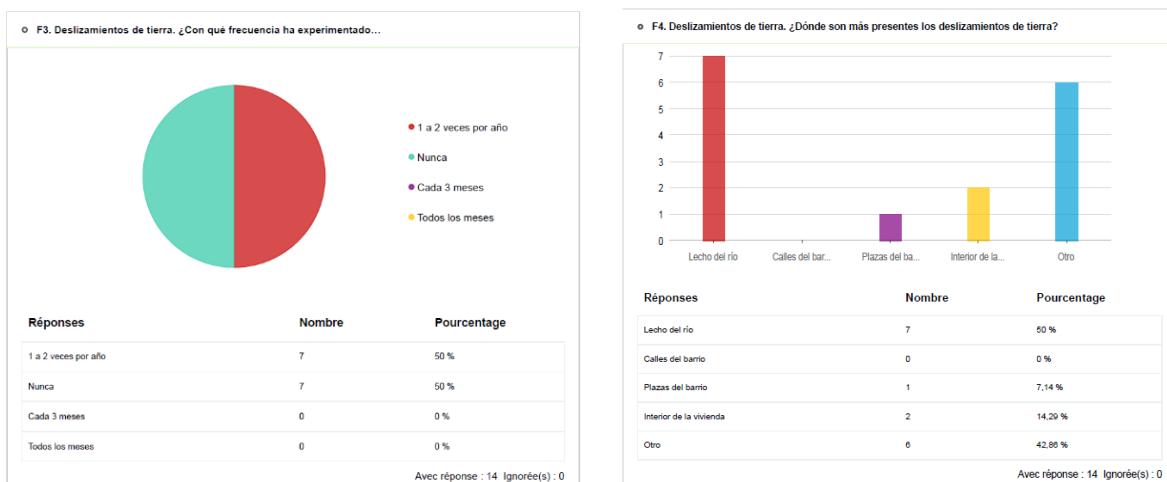 F3. Deslizamientos de tierra. ¿Con qué frecuencia ha experimentado...
1 a 2 veces por año
Nunca
Cada 3 meses
Todos los meses
Réponses Nombre Pourcentage
1 a 2 veces por año 7 50 %
Nunca 7 50 %
Cada 3 meses 0 0 %
Todos los meses 0 0 %
Avec réponse : 14 Ignorée(s) : 0
F4. Deslizamientos de tierra. ¿Dónde son más presentes los deslizamientos de tierra?
7
6
5
4
3
2
1
0
Lecho del río Calles del bar... Plazas del ba... Interior de la... Otro
Réponses Nombre Pourcentage
Lecho del río 7 50 %
Calles del barrio 0 0 %
Plazas del barrio 1 7,14 %
Interior de la vivienda 2 14,29 %
Otro 6 42,86 %
Avec réponse : 14 Ignorée(s) : 0